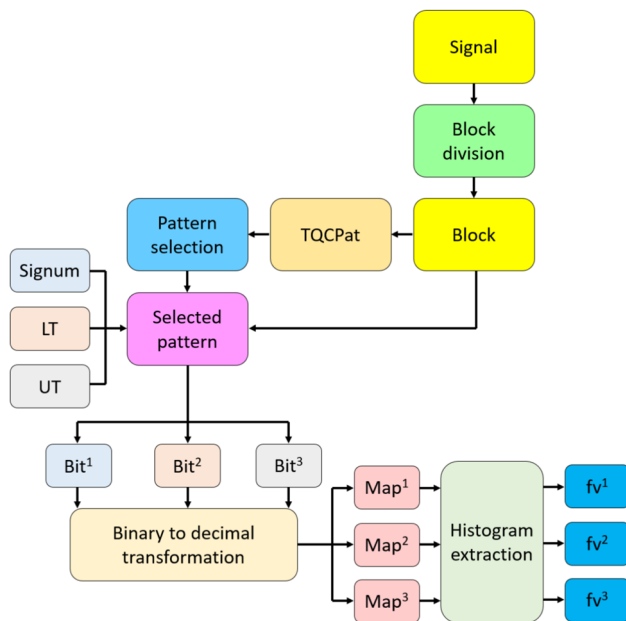 Signal
Block
division
Block
TQCPat
Pattern
selection
Signum
LT
UT
Selected
pattern
Bit¹
Bit²
Bit³
Binary to decimal
transformation
Map¹
Map²
Map³
Histogram
extraction
fv¹
fv²
fv³